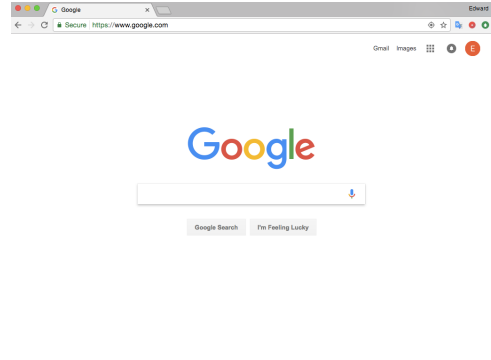 Google
Edward
Secure https://www.google.com
Gmail Images
E
Google
Google Search I'm Feeling Lucky